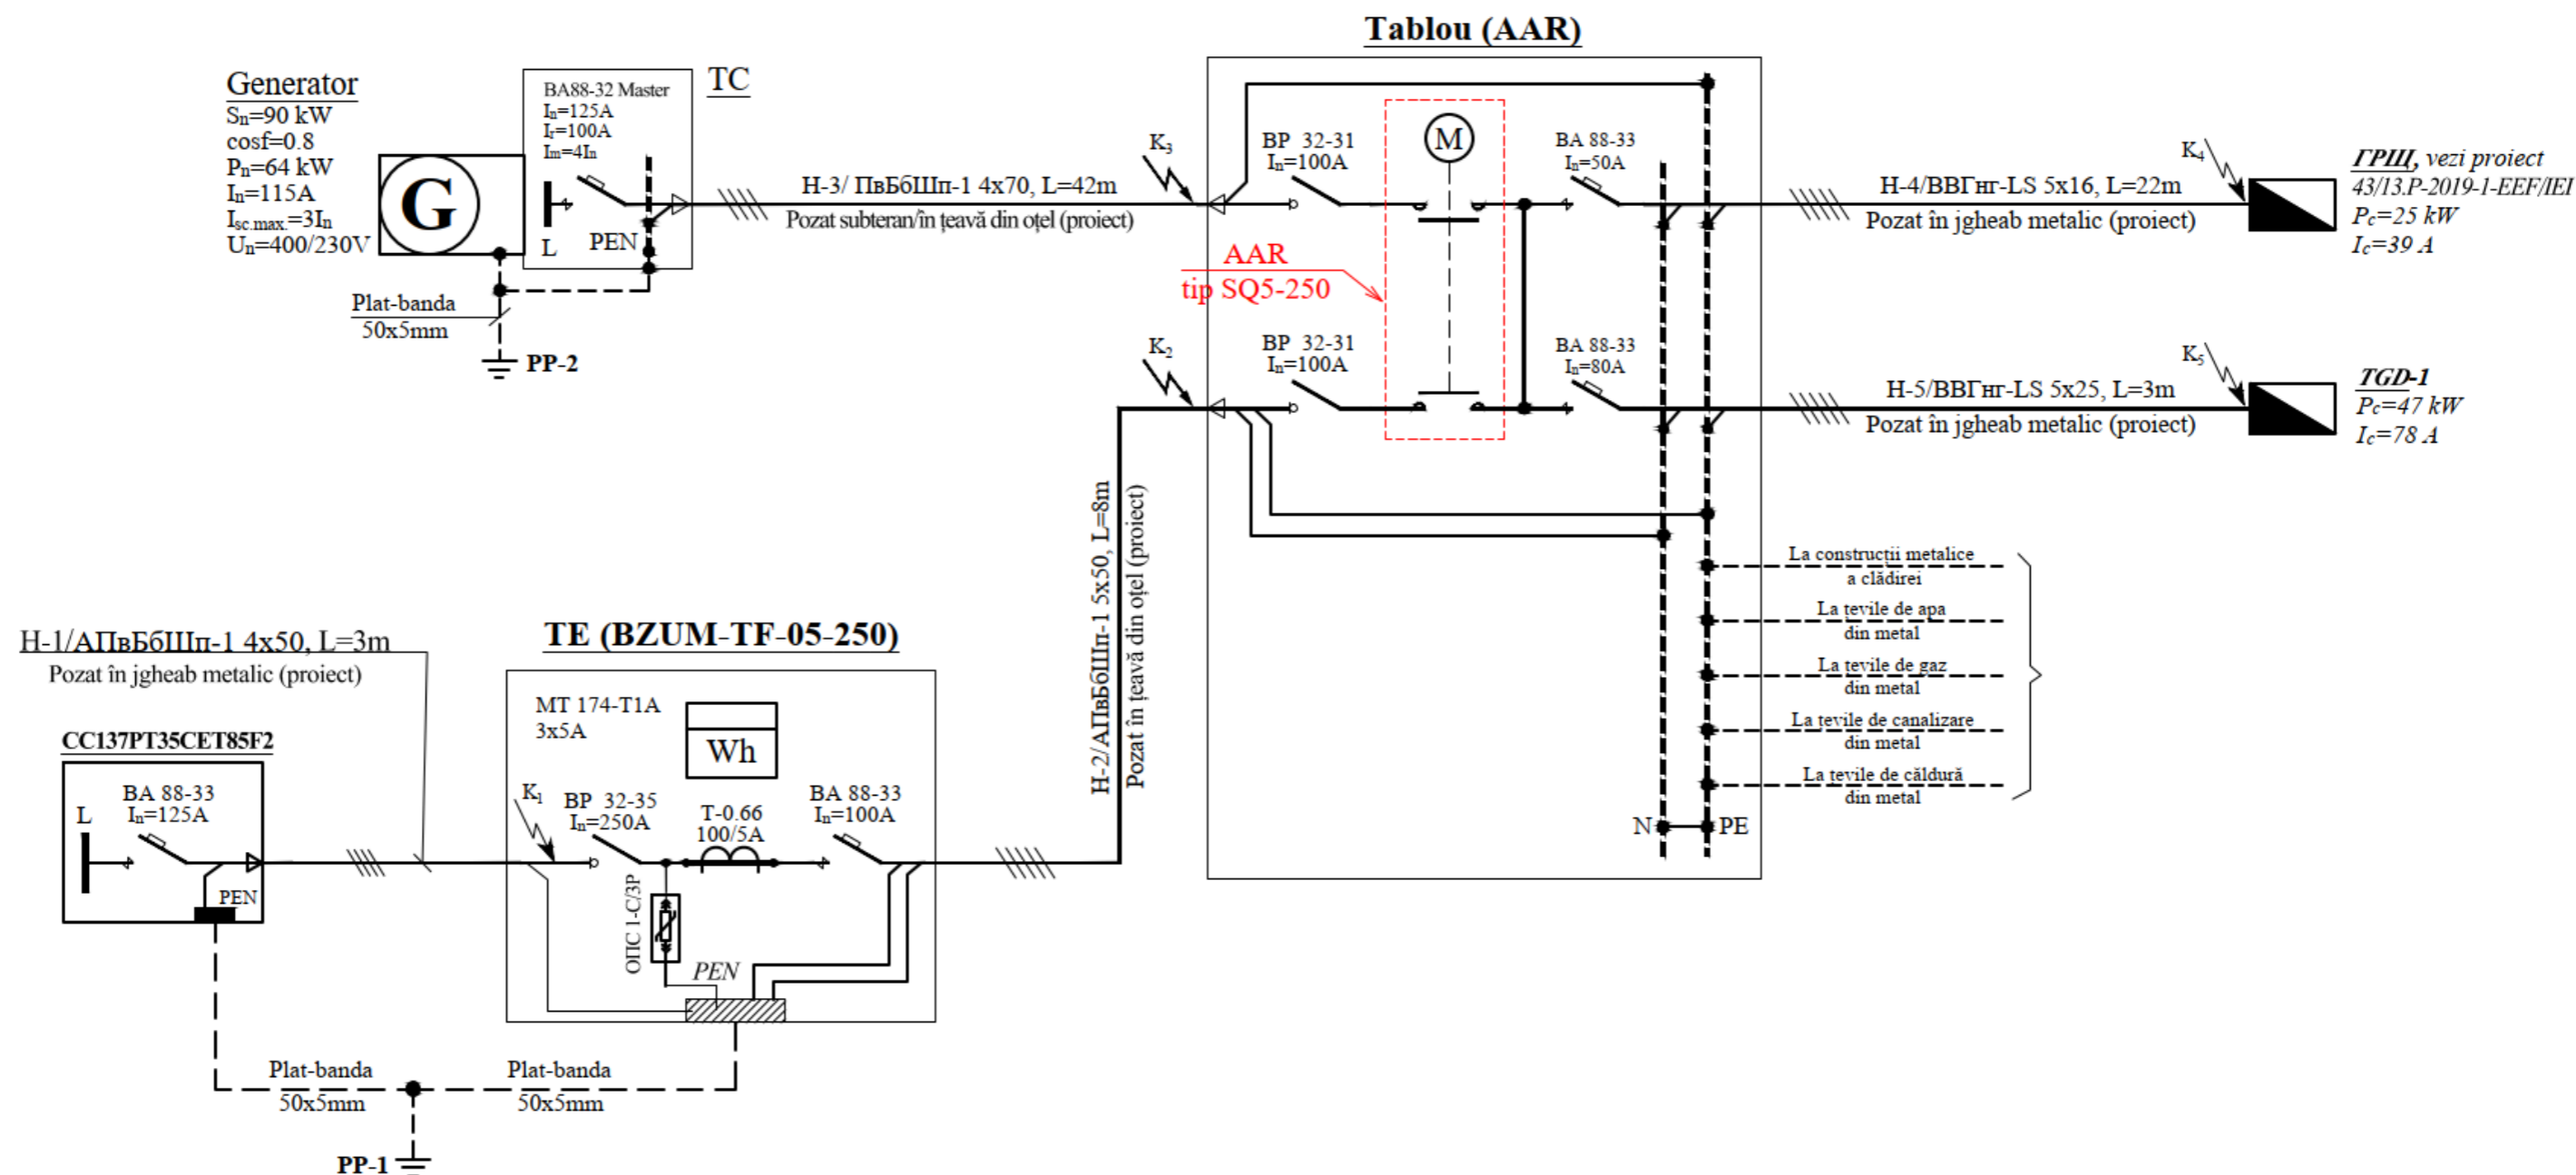 Tablou (AAR)
Generator
Sn=90 kW
cosf=0.8
Pn=64 kW
In=115A
Isc.max.=3In
Un=400/230V
BA88-32 Master
In=125A
Ir=100A
Im=4In
TC
G
L
PEN
Plat-banda
50x5mm
PP-2
H-3/ ПвБбШп-1 4x70, L=42m
Pozat subteran/în țeavă din oțel (proiect)
K3
BP 32-31
In=100A
M
BA 88-33
In=50A
H-4/ВВГнг-LS 5x16, L=22m
Pozat în jgheab metalic (proiect)
K4
ГРЩ, vezi proiect
43/13.P-2019-1-EEF/IEI
Pc=25 kW
Ic=39 A
AAR
tip SQ5-250
K2
BP 32-31
In=100A
BA 88-33
In=80A
H-5/ВВГнг-LS 5x25, L=3m
Pozat în jgheab metalic (proiect)
K5
TGD-1
Pc=47 kW
Ic=78 A
H-2/АПвБбШп-1 5x50, L=8m
Pozat în țeavă din oțel (proiect)
La construcții metalice
a clădirei
La țevile de apa
din metal
La țevile de gaz
din metal
La țevile de canalizare
din metal
La țevile de căldură
din metal
N
PE
H-1/АПвБбШп-1 4x50, L=3m
Pozat în jgheab metalic (proiect)
TE (BZUM-TF-05-250)
CC137PT35CET85F2
L
BA 88-33
In=125A
PEN
MT 174-T1A
3x5A
Wh
K1
BP 32-35
In=250A
T-0.66
100/5A
BA 88-33
In=100A
ОПС 1-C/3P
PEN
Plat-banda
50x5mm
Plat-banda
50x5mm
PP-1